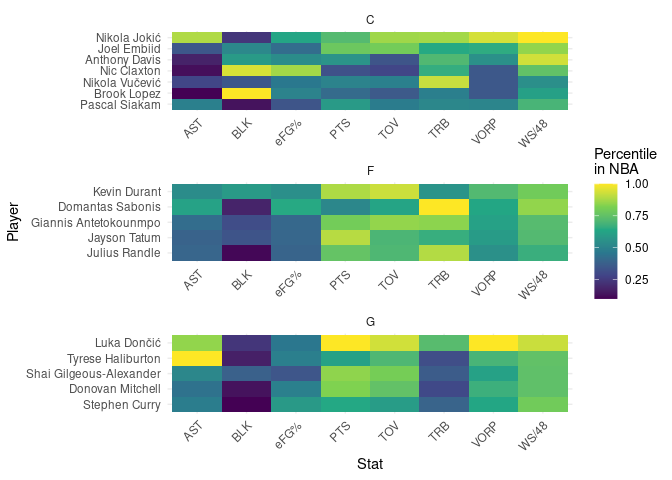 C
Nikola Jokić
Joel Embiid
Anthony Davis
Nic Claxton
Nikola Vučević
Brook Lopez
Pascal Siakam
AST BLK eFG% PTS TOV TRB VORP WS/48
Percentile
in NBA
1.00
0.75
0.50
0.25
Player
F
Kevin Durant
Domantas Sabonis
Giannis Antetokounmpo
Jayson Tatum
Julius Randle
AST BLK eFG% PTS TOV TRB VORP WS/48
G
Luka Dončić
Tyrese Haliburton
Shai Gilgeous-Alexander
Donovan Mitchell
Stephen Curry
AST BLK eFG% PTS TOV TRB VORP WS/48
Stat